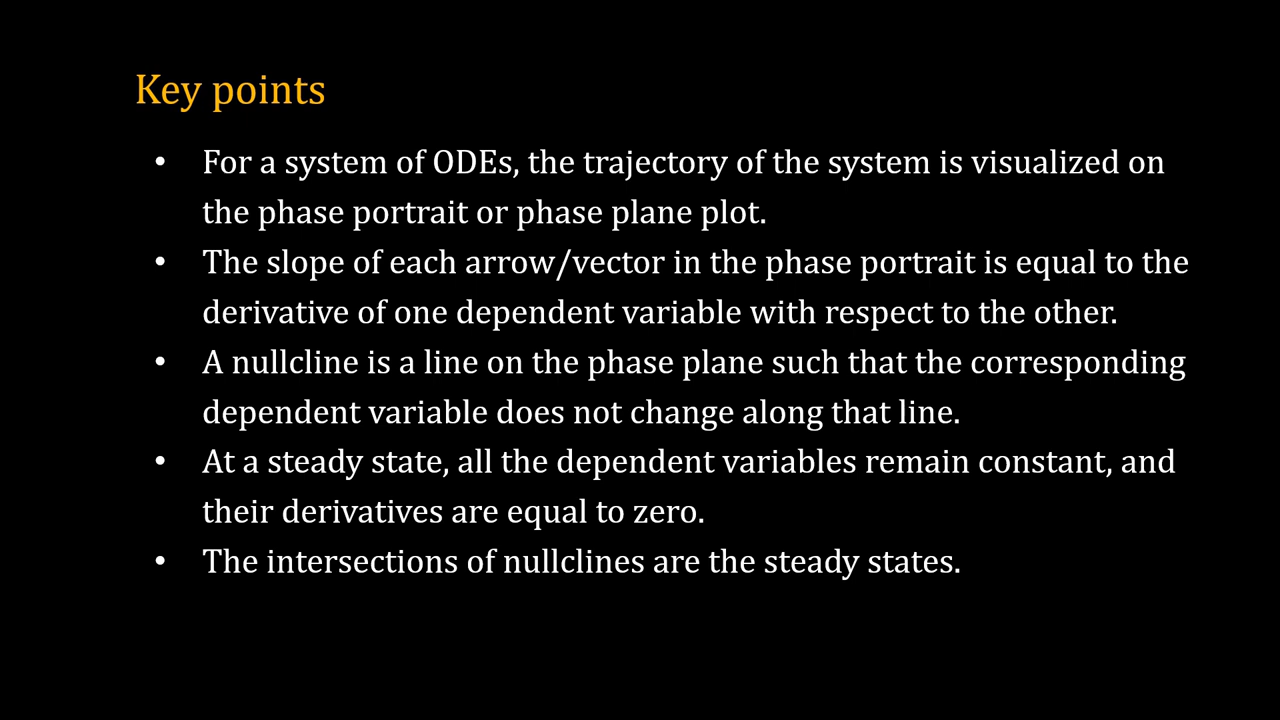 Key points
• For a system of ODEs, the trajectory of the system is visualized on
the phase portrait or phase plane plot.
• The slope of each arrow/vector in the phase portrait is equal to the
derivative of one dependent variable with respect to the other.
• A nullcline is a line on the phase plane such that the corresponding
dependent variable does not change along that line.
• At a steady state, all the dependent variables remain constant, and
their derivatives are equal to zero.
• The intersections of nullclines are the steady states.